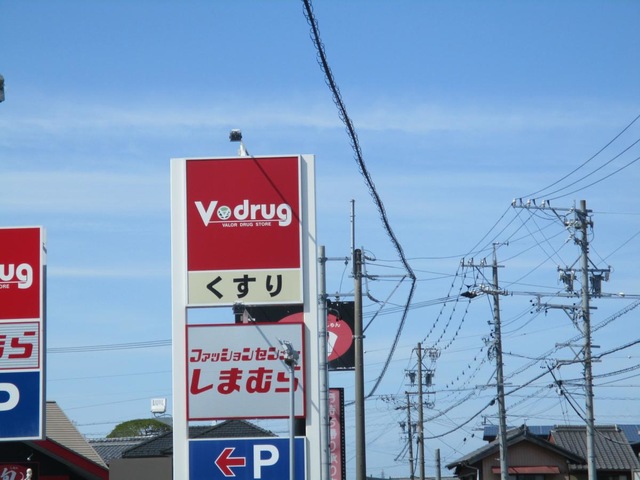 V drug
VALOR DRUG STORE
くすり
ファッションセンター
しまむら
P
ug
ら
P